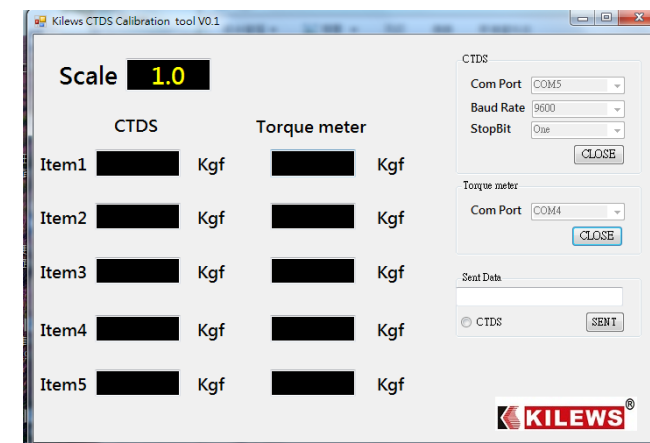 Kilews CTDS Calibration tool V0.1
Scale 1.0
CTDS Torque meter
Item1 Kgf Kgf
Item2 Kgf Kgf
Item3 Kgf Kgf
Item4 Kgf Kgf
Item5 Kgf Kgf
CTDS
Com Port COM5
Baud Rate 9600
StopBit One
CLOSE
Torque meter
Com Port COM4
CLOSE
Sent Data
CTDS SENT
KILEWS®